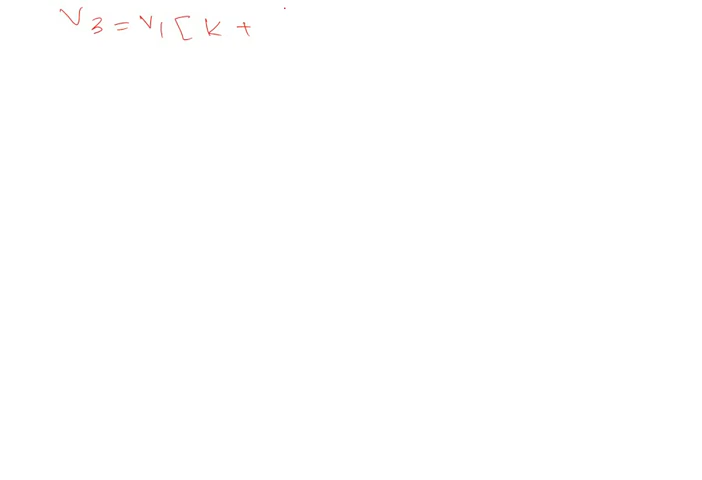 V3 = V1 [ K +